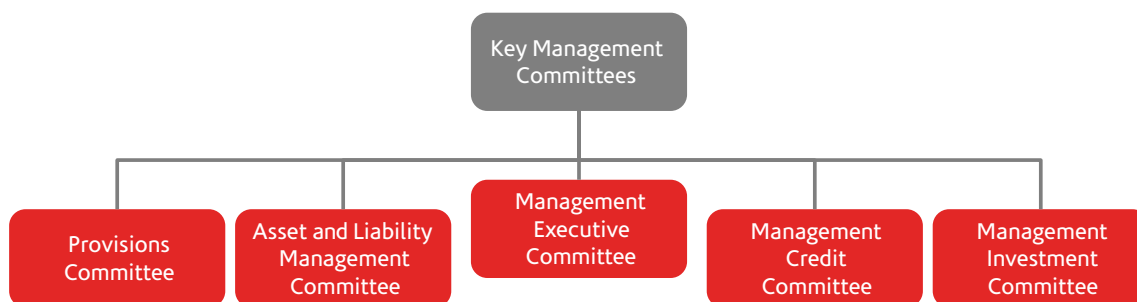 Key Management
Committees
Provisions
Committee
Asset and Liability
Management
Committee
Management
Executive
Committee
Management
Credit
Committee
Management
Investment
Committee